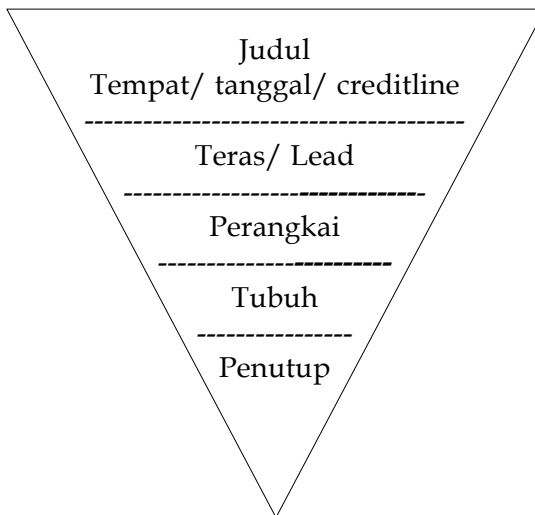 Judul
Tempat/ tanggal/ creditline
Teras/ Lead
Perangkai
Tubuh
Penutup